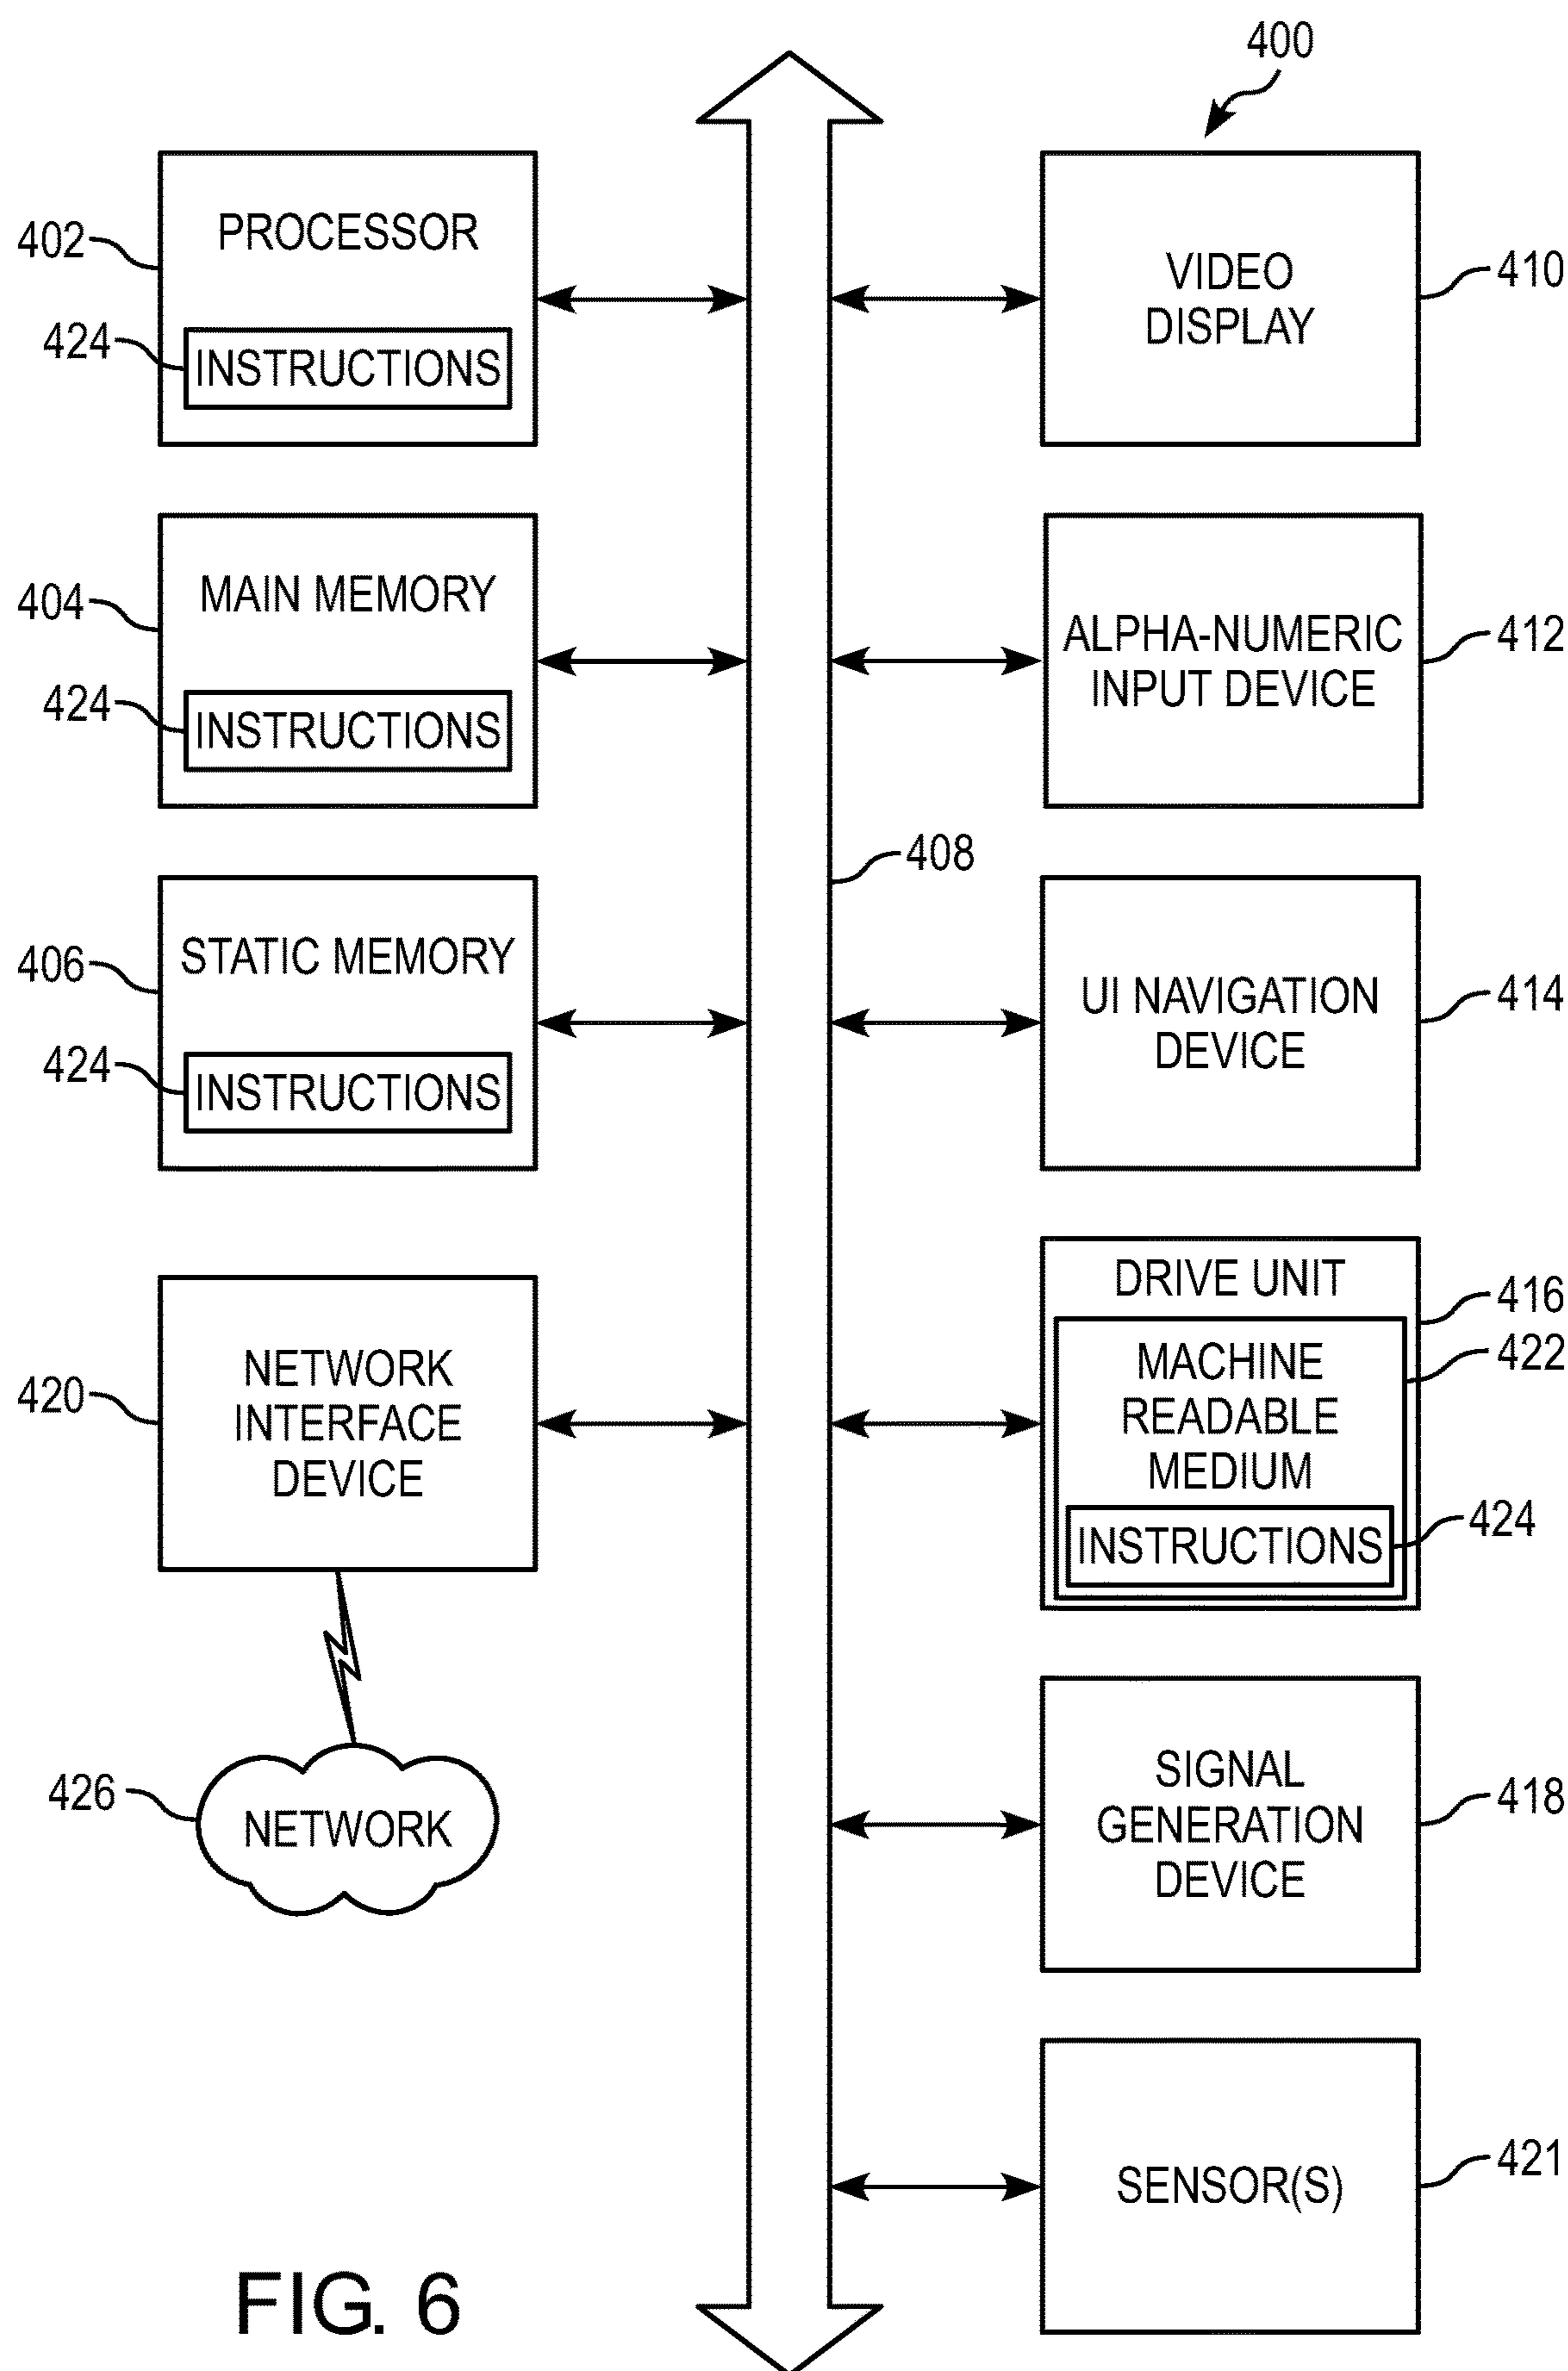 400
402
PROCESSOR
424
INSTRUCTIONS
VIDEO
DISPLAY
410
404
MAIN MEMORY
424
INSTRUCTIONS
ALPHA-NUMERIC
INPUT DEVICE
412
408
406
STATIC MEMORY
424
INSTRUCTIONS
UI NAVIGATION
DEVICE
414
420
NETWORK
INTERFACE
DEVICE
DRIVE UNIT
416
MACHINE
READABLE
MEDIUM
422
INSTRUCTIONS
424
426
NETWORK
SIGNAL
GENERATION
DEVICE
418
SENSOR(S)
421
FIG. 6